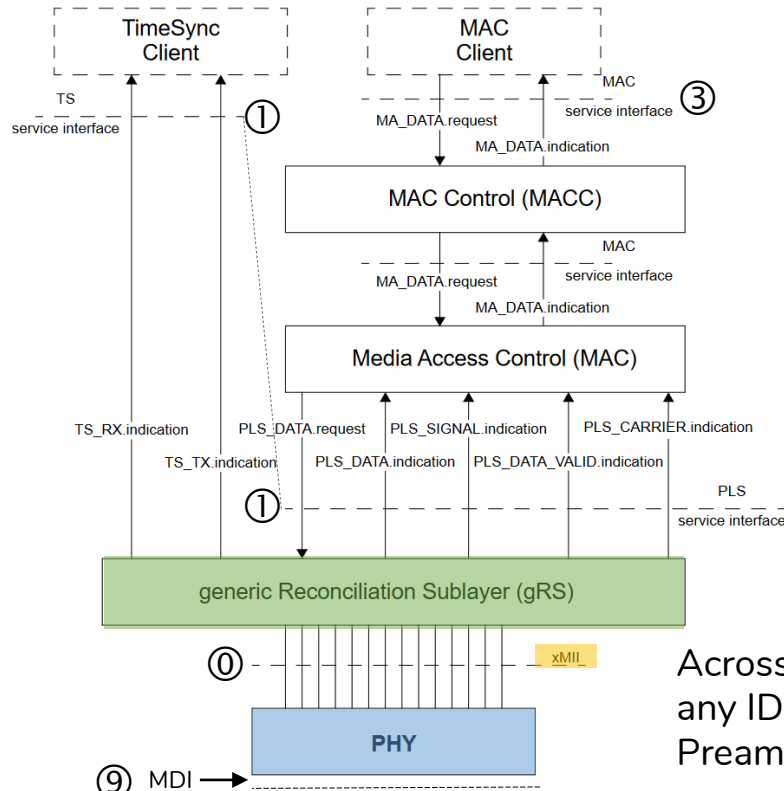 TimeSync
Client
MAC
Client
TS
service interface
①
MAC
service interface
③
MA_DATA.request
MA_DATA.indication
MAC Control (MACC)
MAC
service interface
MA_DATA.request
MA_DATA.indication
Media Access Control (MAC)
TS_RX.indication
TS_TX.indication
PLS_DATA.request
PLS_DATA.indication
PLS_SIGNAL.indication
PLS_DATA_VALID.indication
PLS_CARRIER.indication
①
PLS
service interface
generic Reconciliation Sublayer (gRS)
⓪
xMII
Across
any ID
Pream
PHY
⑨ MDI